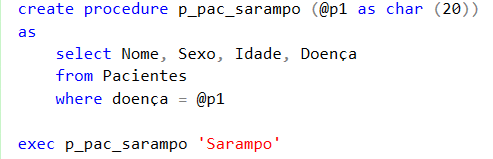 create procedure p_pac_sarampo (@p1 as char (20))
as
select Nome, Sexo, Idade, Doença
from Pacientes
where doença = @p1
exec p_pac_sarampo 'Sarampo'